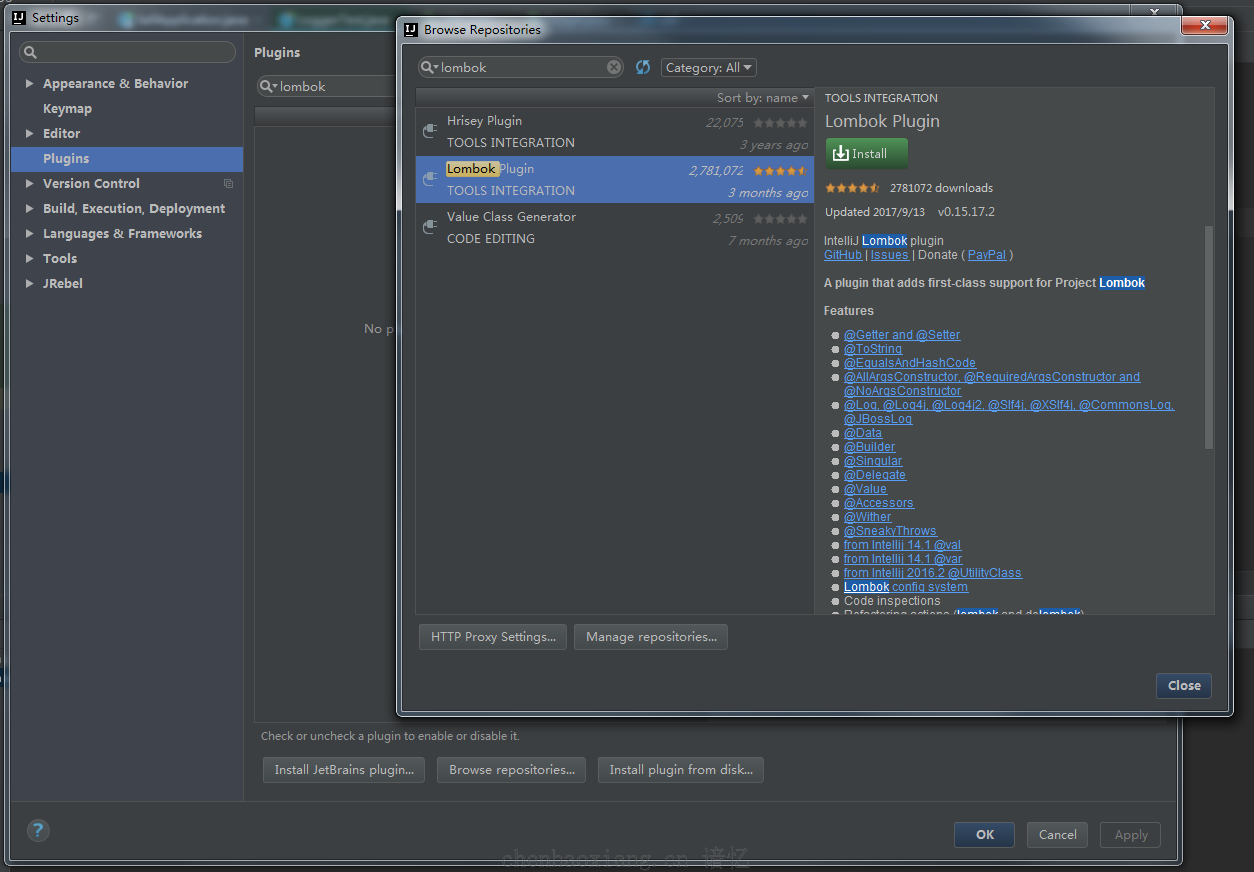 Settings
Appearance & Behavior
Keymap
Editor
Plugins
Version Control
Build, Execution, Deployment
Languages & Frameworks
Tools
JRebel
Plugins
lombok
No p
Check or uncheck a plugin to enable or disable it.
Install JetBrains plugin...
Browse repositories...
Install plugin from disk...
?
OK
Cancel
Apply
Browse Repositories
lombok
Category: All
Sort by: name
Hrisey Plugin
22,075
TOOLS INTEGRATION
3 years ago
Lombok Plugin
2,781,072
TOOLS INTEGRATION
3 months ago
Value Class Generator
2,509
CODE EDITING
7 months ago
TOOLS INTEGRATION
Lombok Plugin
Install
2781072 downloads
Updated 2017/9/13 v0.15.17.2
IntelliJ Lombok plugin
GitHub | Issues | Donate ( PayPal )
A plugin that adds first-class support for Project Lombok
Features
@Getter and @Setter
@ToString
@EqualsAndHashCode
@AllArgsConstructor, @RequiredArgsConstructor and
@NoArgsConstructor
@Log, @Log4j, @Log4j2, @Slf4j, @XSlf4j, @CommonsLog,
@JBossLog
@Data
@Builder
@Singular
@Delegate
@Value
@Accessors
@Wither
@SneakyThrows
from Intellij 14.1 @val
from Intellij 14.1 @var
from Intellij 2016.2 @UtilityClass
Lombok config system
Code inspections
Refactoring actions (lombok and delombok)
HTTP Proxy Settings...
Manage repositories...
Close
chenhaoxiang.cn 谙忆